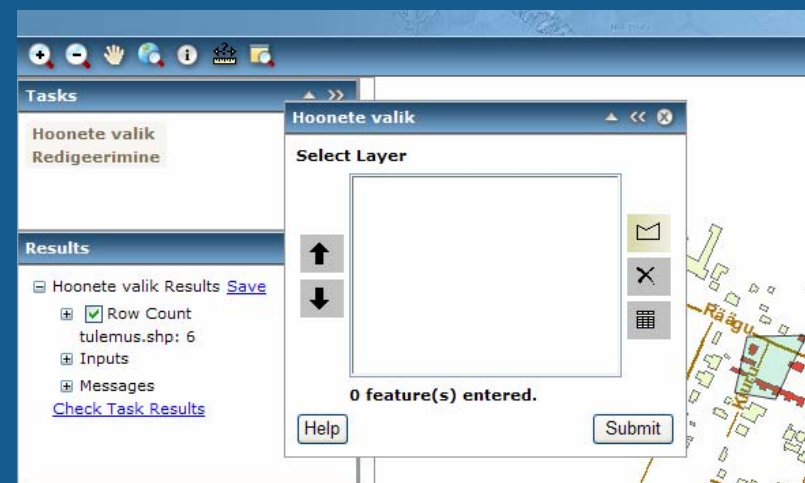 Tasks
Hoonete valik
Redigeerimine
Results
Hoonete valik Results Save
Row Count
tulemus.shp: 6
Inputs
Messages
Check Task Results
Hoonete valik
Select Layer
0 feature(s) entered.
Help
Submit
Räägu